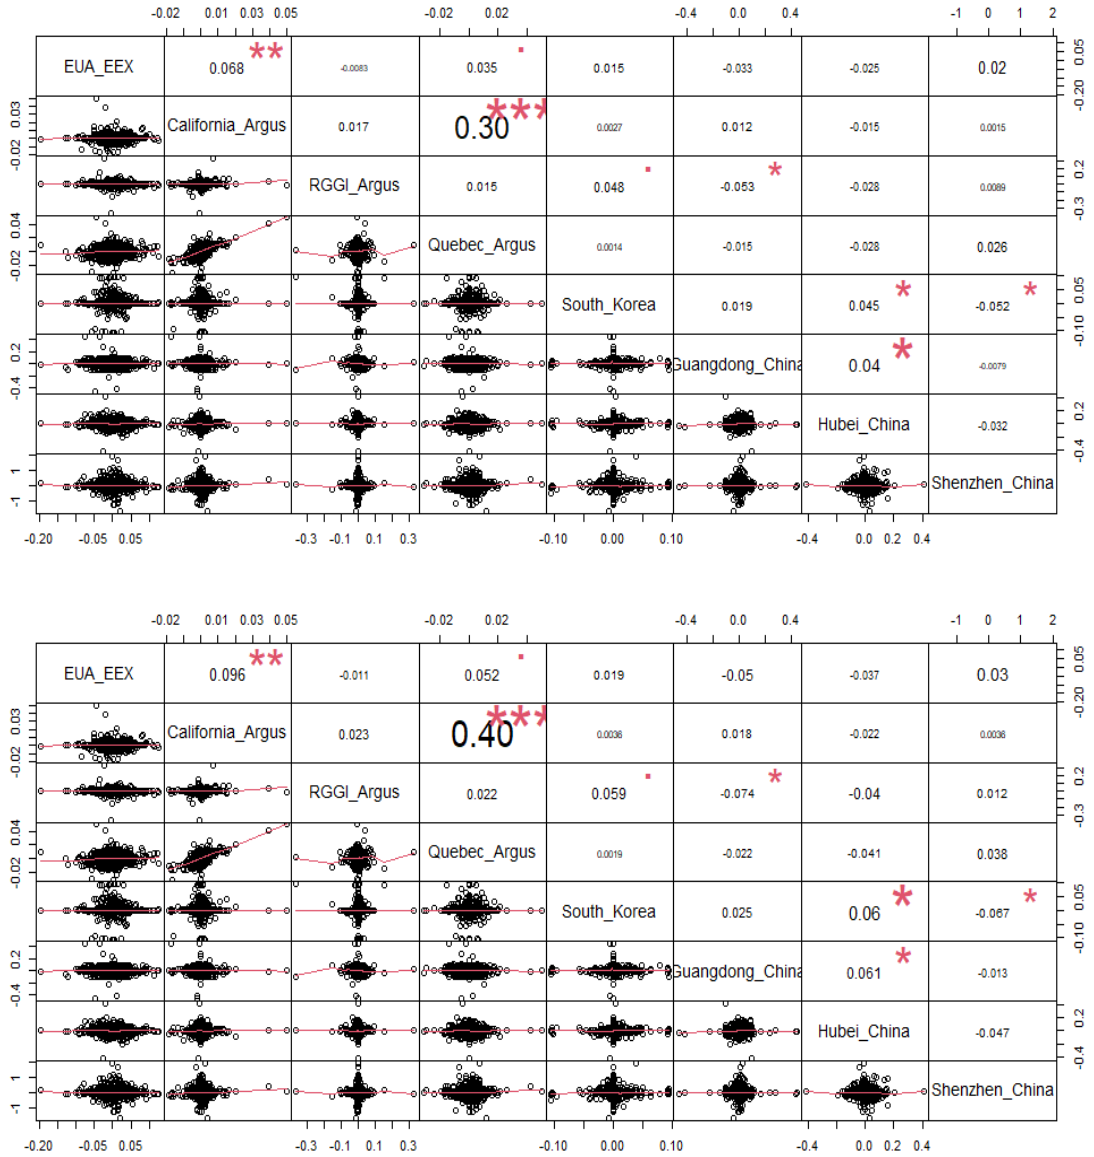 -0.02 0.01 0.03 0.05 -0.02 0.02 -0.4 0.0 0.4 -1 0 1 2
EUA_EEX 0.068 ** -0.0083 0.035 . 0.015 -0.033 -0.025 0.02 -0.20 0.05
-0.02 0.03 California_Argus 0.017 0.30 *** 0.0027 0.012 -0.015 0.0015
RGGI_Argus 0.015 0.048 . -0.053 * -0.028 0.0089 -0.3 0.2
-0.02 0.04 Quebec_Argus 0.0014 -0.015 -0.028 0.026
South_Korea 0.019 0.045 * -0.052 * -0.10 0.05
-0.4 0.2 Guangdong_China 0.04 * -0.0079
Hubei_China -0.032 -0.4 0.2
-1 1 Shenzhen_China
-0.20 -0.05 0.05 -0.3 -0.1 0.1 0.3 -0.10 0.00 0.10 -0.4 0.0 0.2 0.4
-0.02 0.01 0.03 0.05 -0.02 0.02 -0.4 0.0 0.4 -1 0 1 2
EUA_EEX 0.096 ** -0.011 0.052 . 0.019 -0.05 -0.037 0.03 -0.20 0.05
-0.02 0.03 California_Argus 0.023 0.40 *** 0.0036 0.018 -0.022 0.0036
RGGI_Argus 0.022 0.059 . -0.074 * -0.04 0.012 -0.3 0.2
-0.02 0.04 Quebec_Argus 0.0019 -0.022 -0.041 0.038
South_Korea 0.025 0.06 * -0.067 * -0.10 0.05
-0.4 0.2 Guangdong_China 0.061 * -0.013
Hubei_China -0.047 -0.4 0.2
-1 1 Shenzhen_China
-0.20 -0.05 0.05 -0.3 -0.1 0.1 0.3 -0.10 0.00 0.10 -0.4 0.0 0.2 0.4